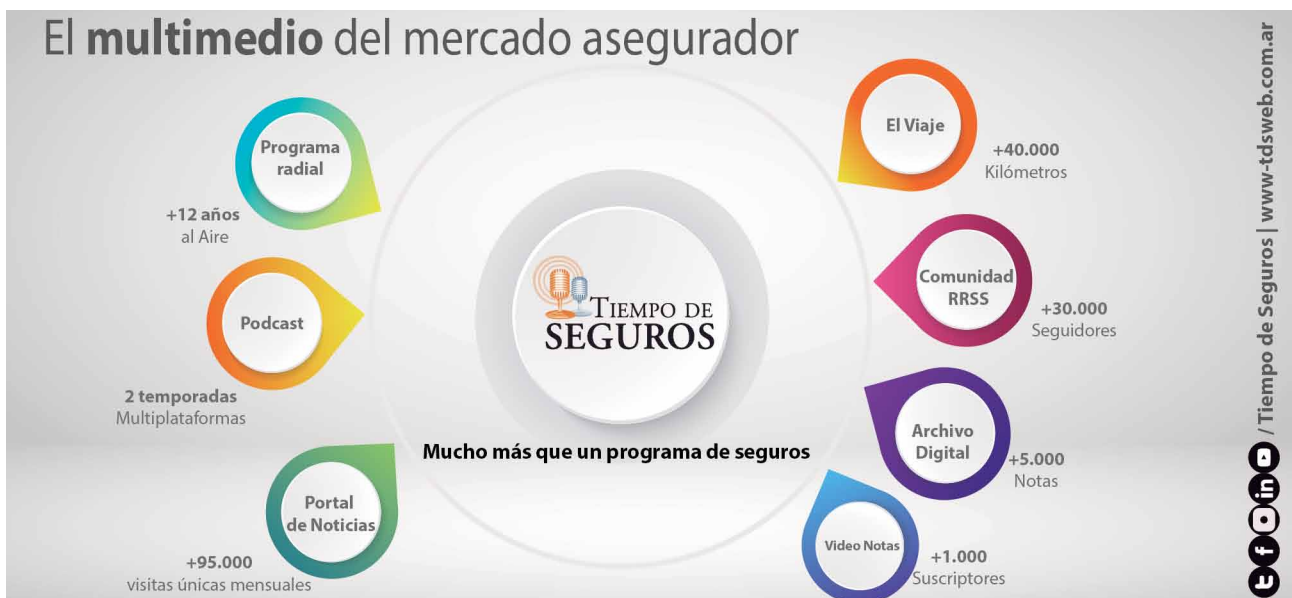 El multimedio del mercado asegurador
Programa
radial
+12 años
al Aire
Podcast
2 temporadas
Multiplataformas
Portal
de Noticias
+95.000
visitas únicas mensuales
TIEMPO DE
SEGUROS
Mucho más que un programa de seguros
El Viaje
+40.000
Kilómetros
Comunidad
RRSS
+30.000
Seguidores
Archivo
Digital
+5.000
Notas
Video Notas
+1.000
Suscriptores
/ Tiempo de Seguros | www-tdsweb.com.ar